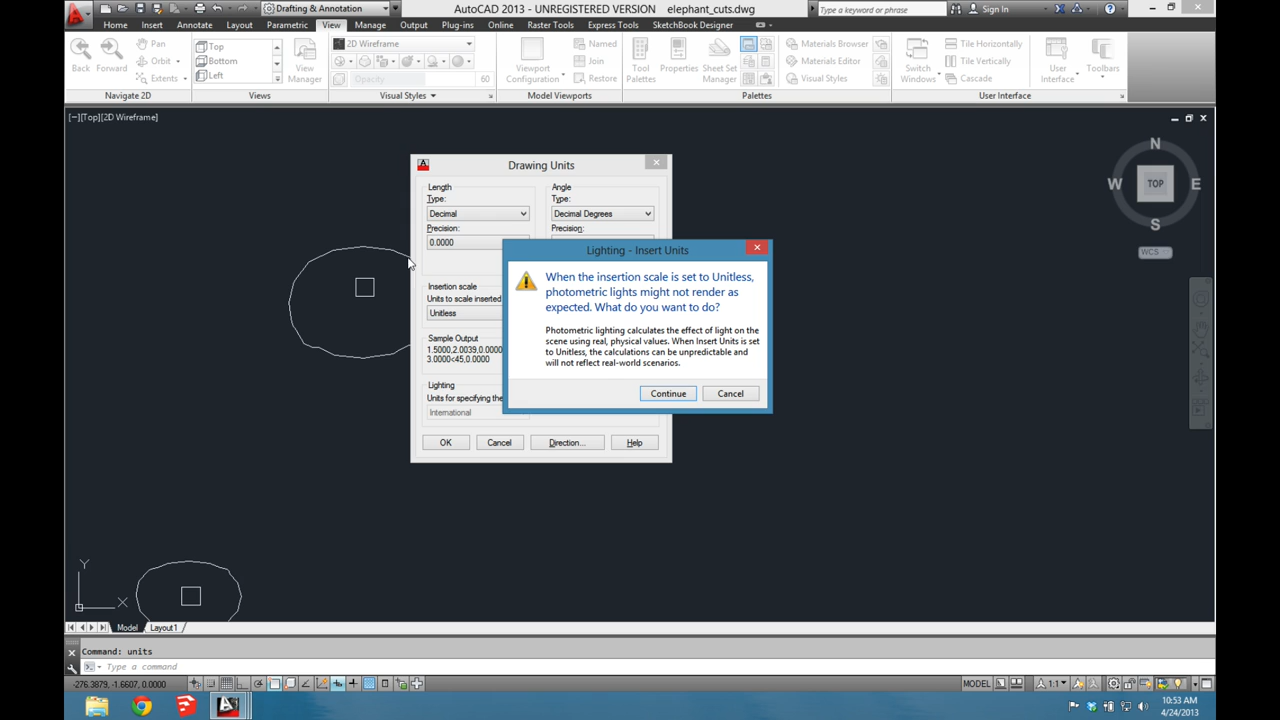 Drafting & Annotation
AutoCAD 2013 - UNREGISTERED VERSION elephant_cuts.dwg
Type a keyword or phrase
Sign In
Home Insert Annotate Layout Parametric View Manage Output Plug-ins Online Raster Tools Express Tools SketchBook Designer
Back
Forward
Pan
Orbit
Extents
Navigate 2D
Top
Bottom
Left
View Manager
Views
2D Wireframe
Opacity 60
Visual Styles
Viewport Configuration
Named
Join
Restore
Model Viewports
Tool Palettes
Properties
Sheet Set Manager
Materials Browser
Materials Editor
Visual Styles
Palettes
Switch Windows
Tile Horizontally
Tile Vertically
Cascade
User Interface
Toolbars
User Interface
[−][Top][2D Wireframe]
N
W TOP E
S
WCS
Drawing Units
Length
Type:
Decimal
Precision:
0.0000
Angle
Type:
Decimal Degrees
Precision:
Insertion scale
Units to scale inserted
Unitless
Sample Output
1.5000,2.0039,0.0000
3.0000<45,0.0000
Lighting
Units for specifying the
International
OK Cancel Direction... Help
Lighting - Insert Units
When the insertion scale is set to Unitless,
photometric lights might not render as
expected. What do you want to do?
Photometric lighting calculates the effect of light on the
scene using real, physical values. When Insert Units is set
to Unitless, the calculations can be unpredictable and
will not reflect real-world scenarios.
Continue Cancel
Y
X
Model Layout1
Command: units
Type a command
-276.3879, -1.6607, 0.0000
MODEL
1:1
10:53 AM
4/24/2013